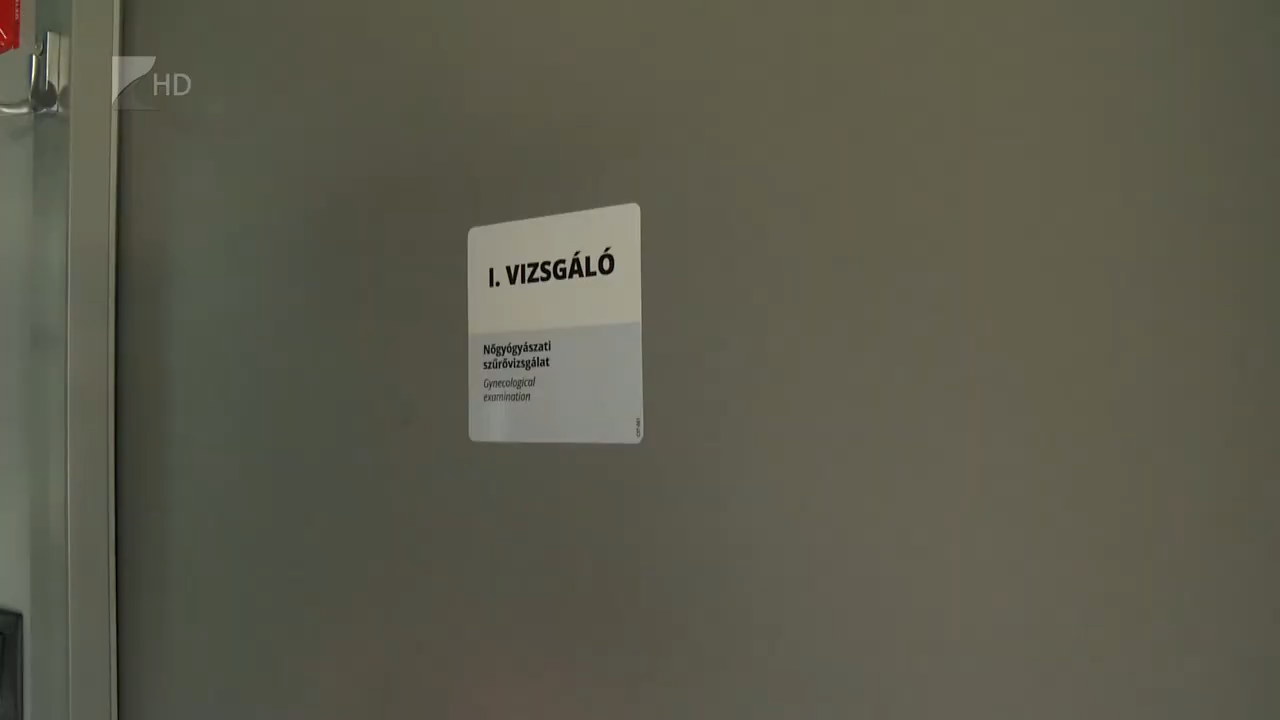 HD
I. VIZSGÁLÓ
Nőgyógyászati
szűrővizsgálat
Gynecological
examination